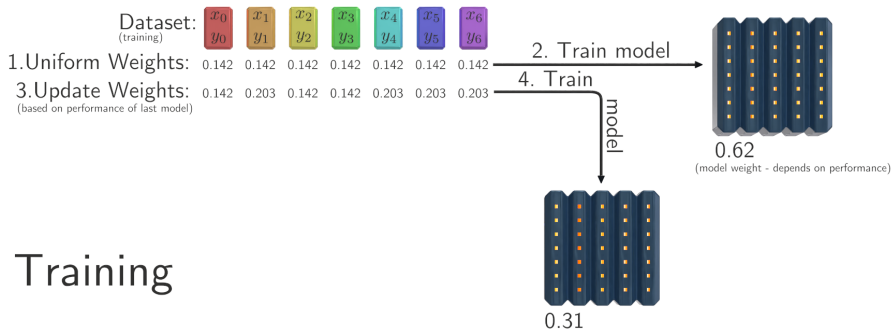 Dataset: x₀ x₁ x₂ x₃ x₄ x₅ x₆
(training) y₀ y₁ y₂ y₃ y₄ y₅ y₆
1.Uniform Weights: 0.142 0.142 0.142 0.142 0.142 0.142 0.142 2. Train model
3.Update Weights: 0.142 0.203 0.142 0.142 0.203 0.203 0.203 4. Train model
(based on performance of last model)
0.62
(model weight - depends on performance)
Training
0.31